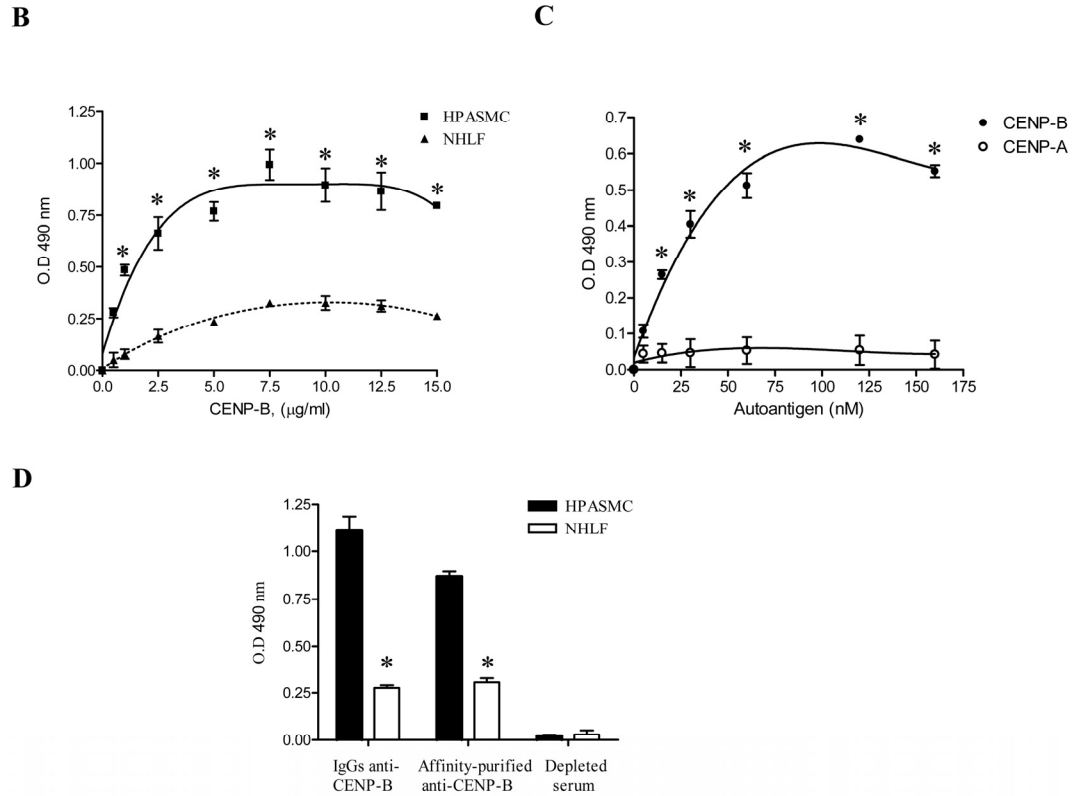 B
C
1.25
1.00
0.75
0.50
0.25
0.00
O.D 490 nm
*
*
*
*
*
*
*
*
HPASMC
NHLF
0.0
2.5
5.0
7.5
10.0
12.5
15.0
CENP-B, (μg/ml)
0.7
0.6
0.5
0.4
0.3
0.2
0.1
0.0
O.D 490 nm
*
*
*
*
*
CENP-B
CENP-A
0
25
50
75
100
125
150
175
Autoantigen (nM)
D
1.25
1.00
0.75
0.50
0.25
0.00
O.D 490 nm
HPASMC
NHLF
*
*
IgGs anti-
CENP-B
Affinity-purified
anti-CENP-B
Depleted
serum